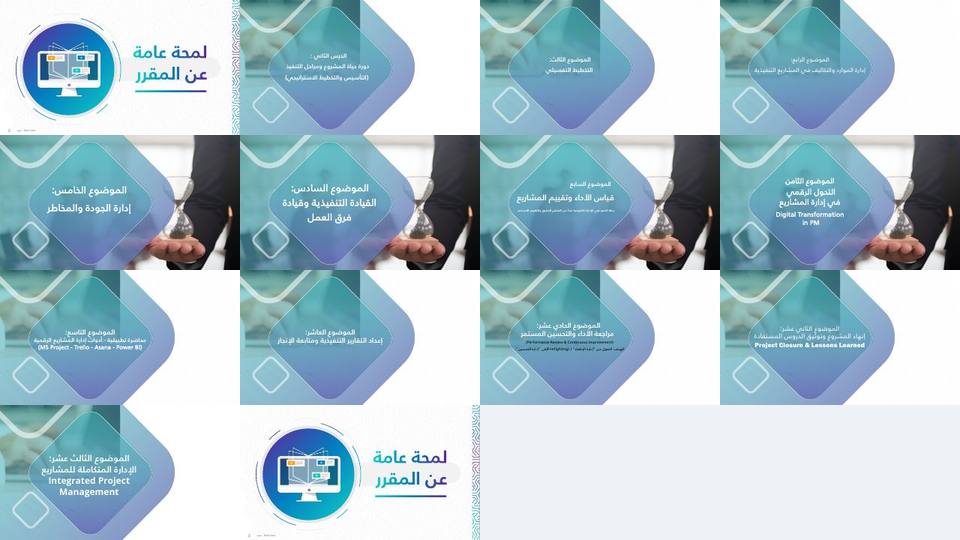 لمحة عامة
عن المقرر
الدرس الثاني :
دورة حياة المشروع ومراحل التنفيذ
(التأسيس والتخطيط الاستراتيجي)
الموضوع الثالث:
التخطيط التفصيلي
الموضوع الرابع:
إدارة الموارد والتكاليف في المشاريع التنفيذية
الموضوع الخامس:
إدارة الجودة والمخاطر
الموضوع السادس:
القيادة التنفيذية وقيادة
فرق العمل
الموضوع السابع
قياس الأداء وتقييم المشاريع
الموضوع الثامن
التحول الرقمي
في إدارة المشاريع
Digital Transformation
in PM
الموضوع التاسع:
محاضرة تطبيقية - أدوات إدارة المشاريع الرقمية
(MS Project - Trello - Asana - Power BI)
الموضوع العاشر:
إعداد التقارير التنفيذية ومتابعة الإنجاز
الموضوع الحادي عشر:
مراجعة الأداء والتحسين المستمر
(Performance Review & Continuous Improvement)
الموضوع الثاني عشر:
إنهاء المشروع وتوثيق الدروس المستفادة
Project Closure & Lessons Learned
الموضوع الثالث عشر:
الإدارة المتكاملة للمشاريع
Integrated Project
Management
لمحة عامة
عن المقرر